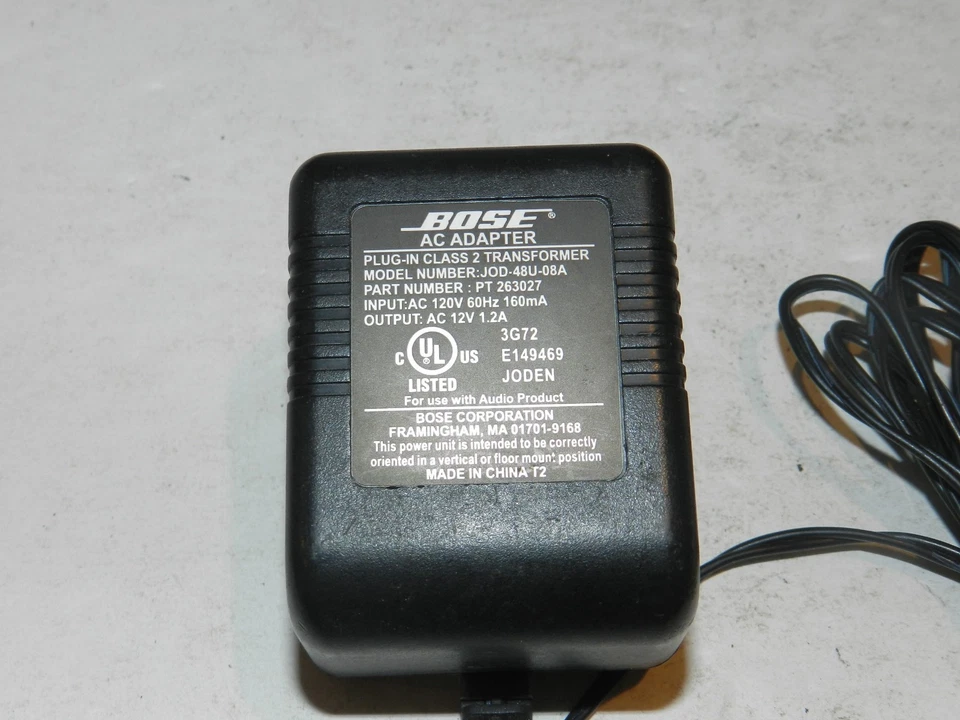 BOSE®
AC ADAPTER
PLUG-IN CLASS 2 TRANSFORMER
MODEL NUMBER:JOD-48U-08A
PART NUMBER : PT 263027
INPUT:AC 120V 60Hz 160mA
OUTPUT: AC 12V 1.2A
3G72
C UL® US E149469
LISTED JODEN
For use with Audio Product
BOSE CORPORATION
FRAMINGHAM, MA 01701-9168
This power unit is intended to be correctly
oriented in a vertical or floor mount position
MADE IN CHINA T2